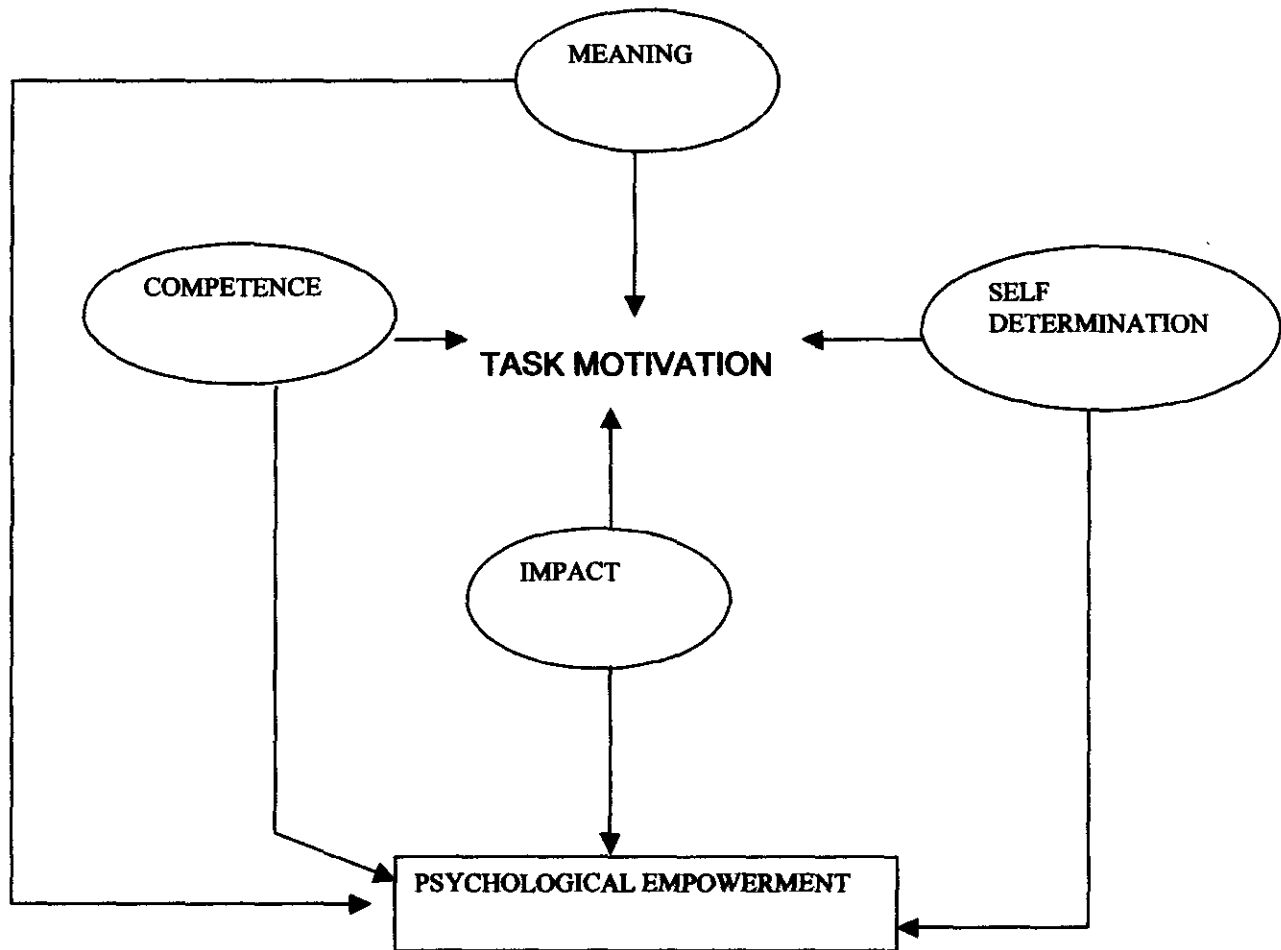 MEANING
COMPETENCE
SELF
DETERMINATION
TASK MOTIVATION
IMPACT
PSYCHOLOGICAL EMPOWERMENT